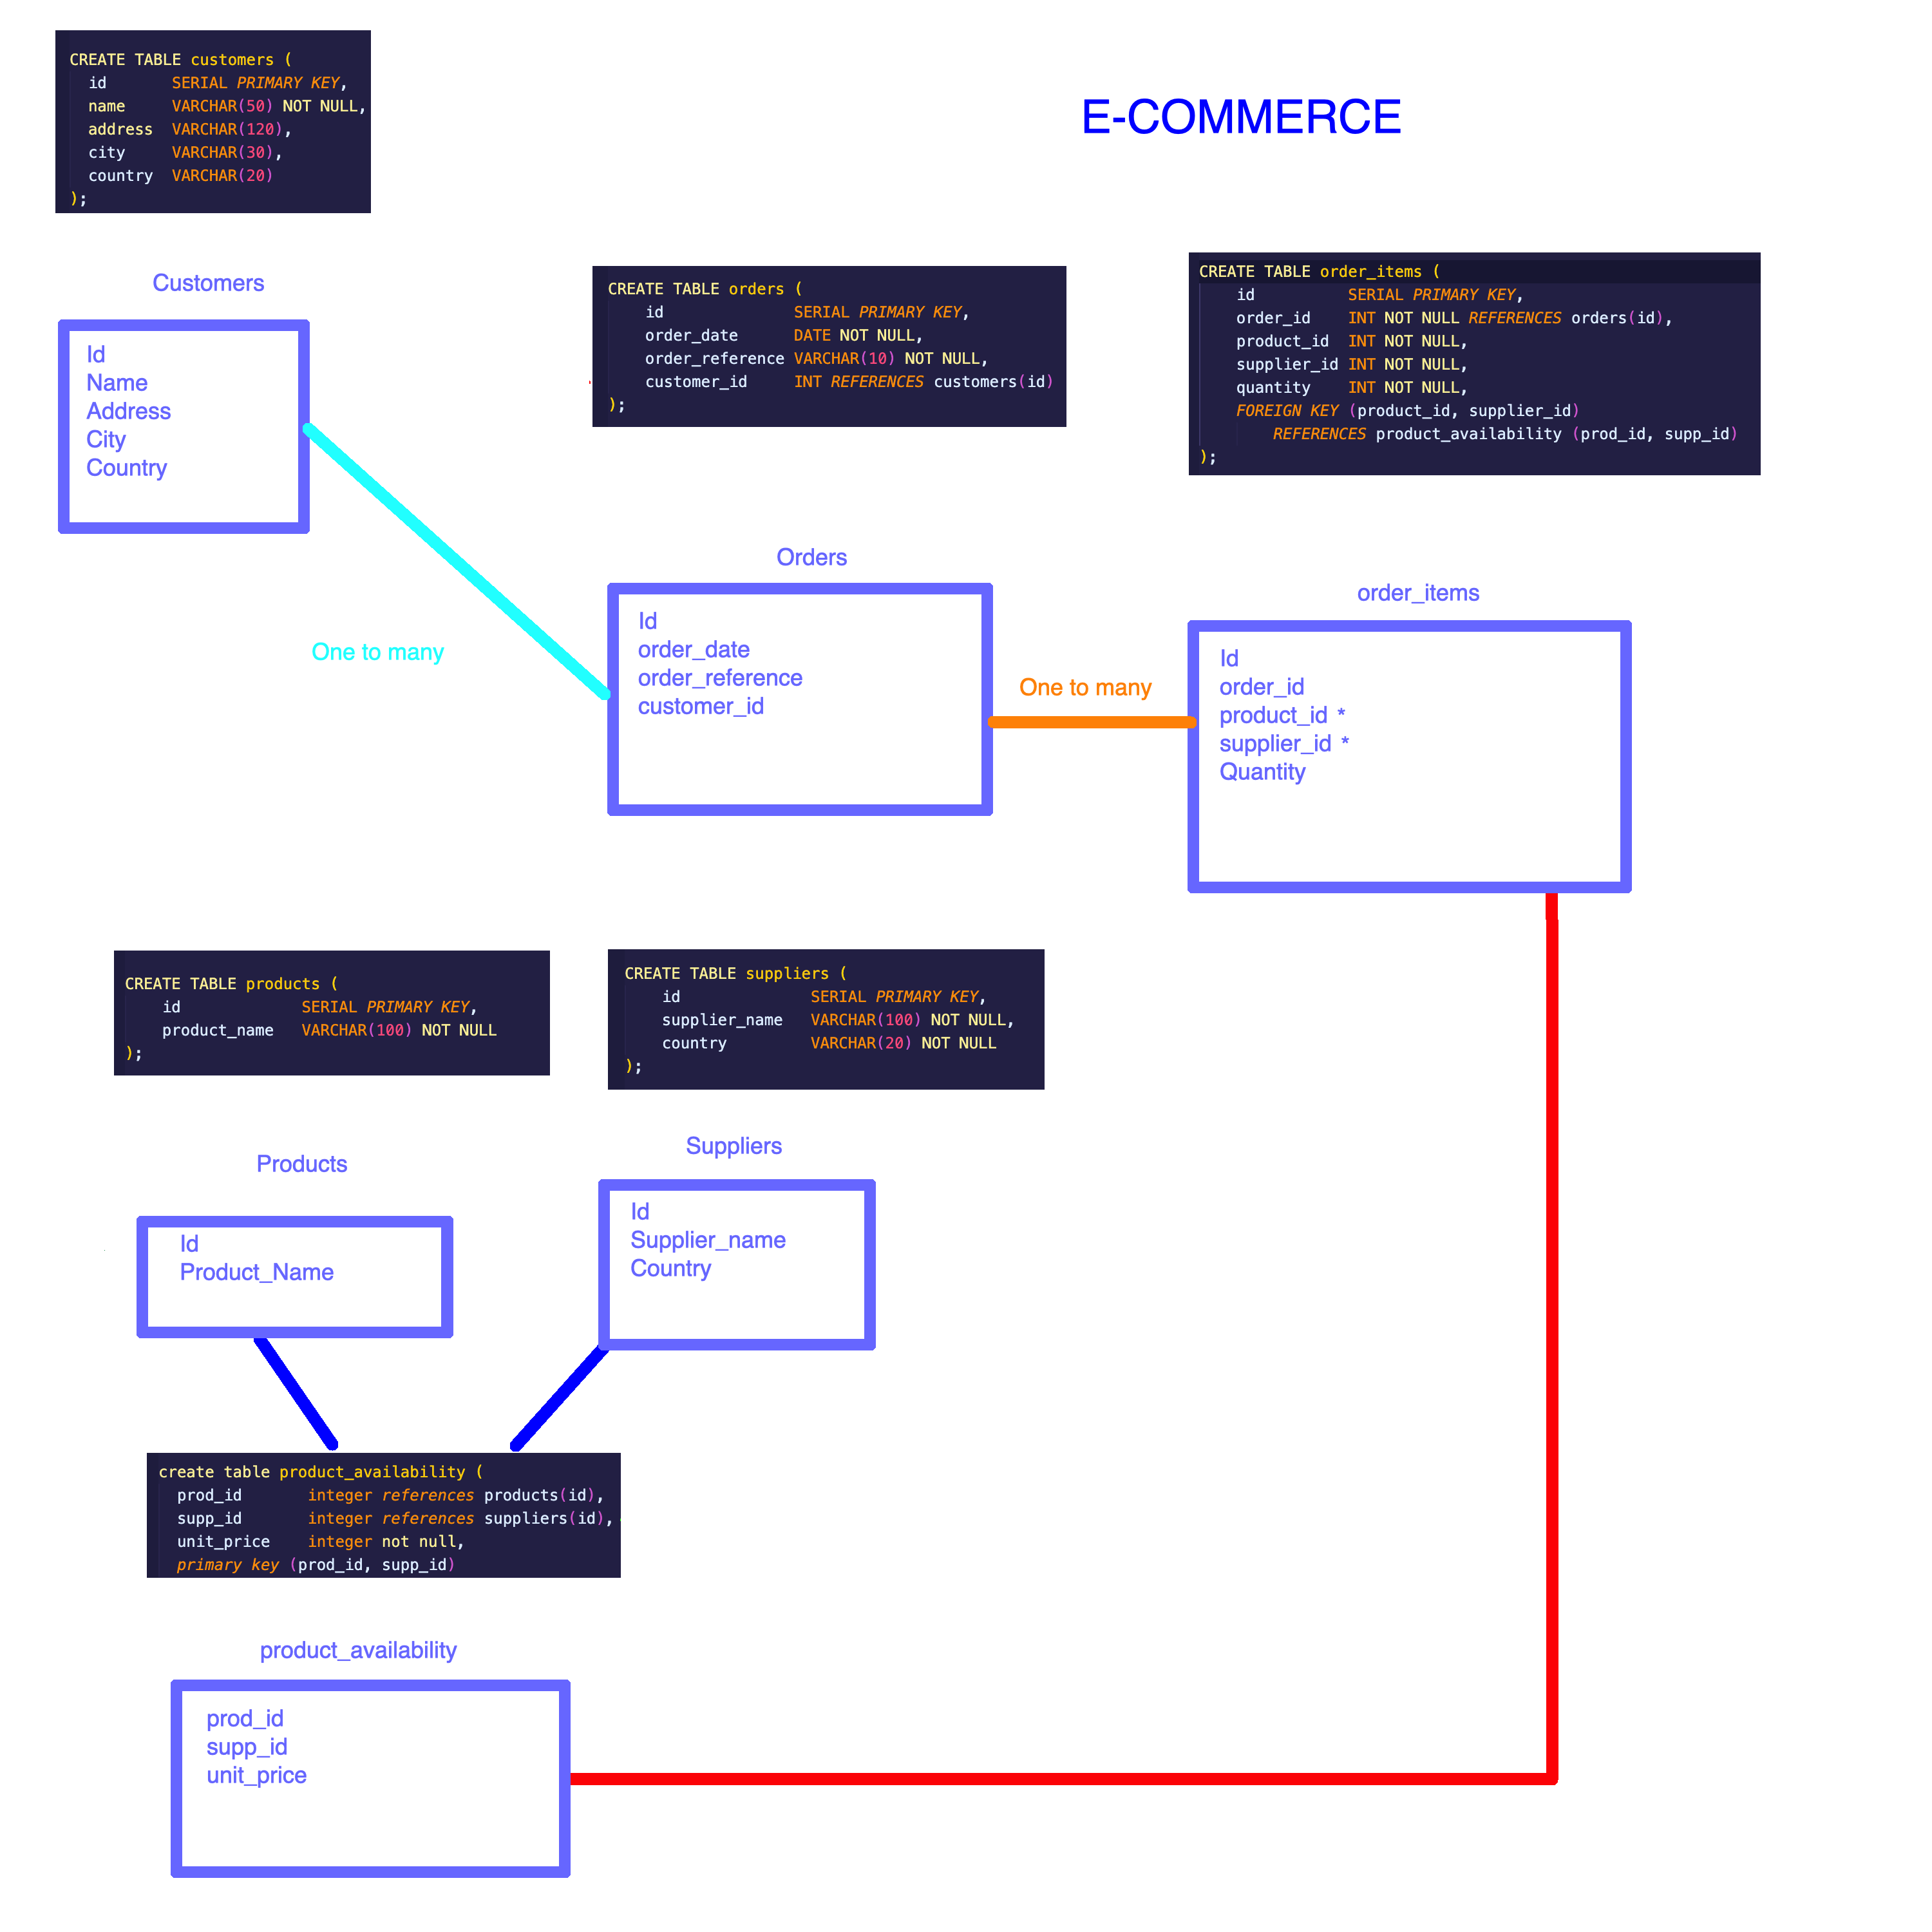 CREATE TABLE customers (
id SERIAL PRIMARY KEY,
name VARCHAR(50) NOT NULL,
address VARCHAR(120),
city VARCHAR(30),
country VARCHAR(20)
);
E-COMMERCE
Customers
Id
Name
Address
City
Country
CREATE TABLE orders (
id SERIAL PRIMARY KEY,
order_date DATE NOT NULL,
order_reference VARCHAR(10) NOT NULL,
customer_id INT REFERENCES customers(id)
);
CREATE TABLE order_items (
id SERIAL PRIMARY KEY,
order_id INT NOT NULL REFERENCES orders(id),
product_id INT NOT NULL,
supplier_id INT NOT NULL,
quantity INT NOT NULL,
FOREIGN KEY (product_id, supplier_id)
REFERENCES product_availability (prod_id, supp_id)
);
One to many
Orders
Id
order_date
order_reference
customer_id
One to many
order_items
Id
order_id
product_id *
supplier_id *
Quantity
CREATE TABLE products (
id SERIAL PRIMARY KEY,
product_name VARCHAR(100) NOT NULL
);
CREATE TABLE suppliers (
id SERIAL PRIMARY KEY,
supplier_name VARCHAR(100) NOT NULL,
country VARCHAR(20) NOT NULL
);
Products
Id
Product_Name
Suppliers
Id
Supplier_name
Country
create table product_availability (
prod_id integer references products(id),
supp_id integer references suppliers(id),
unit_price integer not null,
primary key (prod_id, supp_id)
product_availability
prod_id
supp_id
unit_price